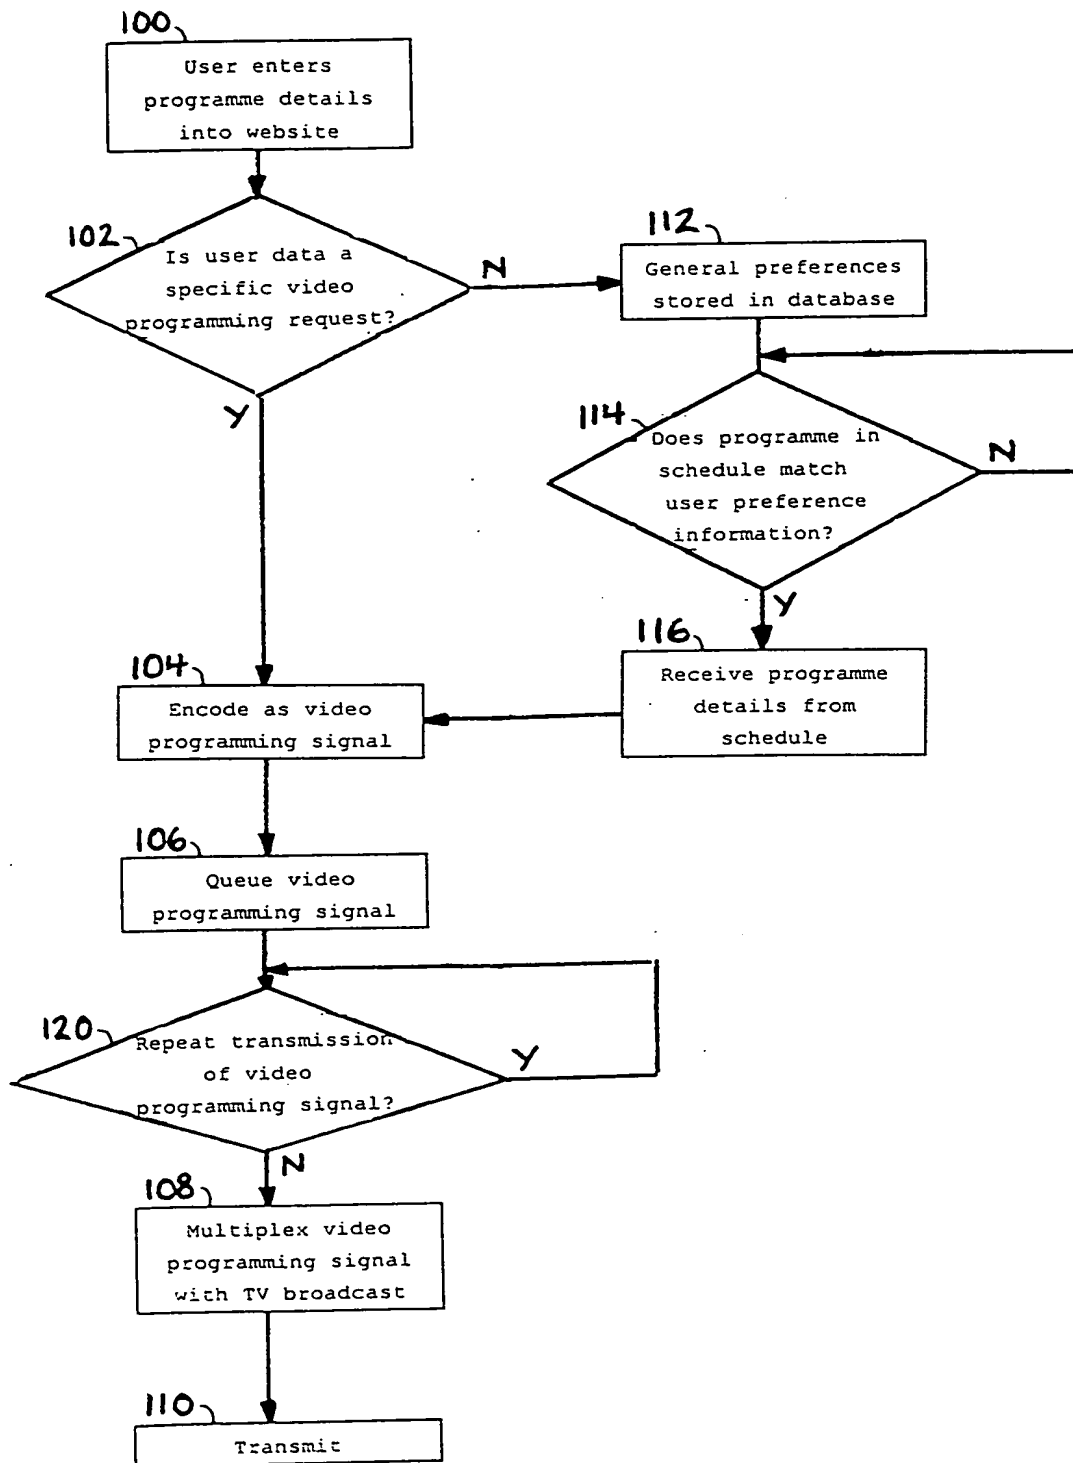 100
User enters
programme details
into website
102
Is user data a
specific video
programming request?
N
Y
112
General preferences
stored in database
114
Does programme in
schedule match
user preference
information?
N
Y
116
Receive programme
details from
schedule
104
Encode as video
programming signal
106
Queue video
programming signal
120
Repeat transmission
of video
programming signal?
Y
N
108
Multiplex video
programming signal
with TV broadcast
110
Transmit